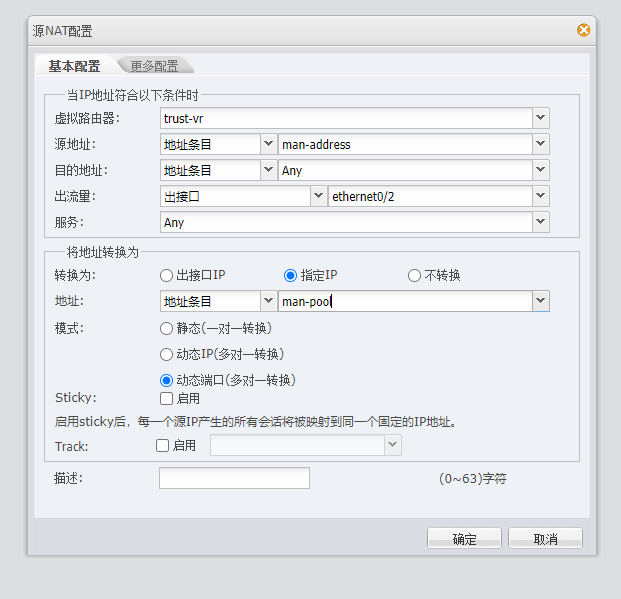 源NAT配置
基本配置 更多配置
当IP地址符合以下条件时
虚拟路由器: trust-vr
源地址: 地址条目 man-address
目的地址: 地址条目 Any
出流量: 出接口 ethernet0/2
服务: Any
将地址转换为
转换为: 出接口IP 指定IP 不转换
地址: 地址条目 man-pool
模式: 静态(一对一转换)
动态IP(多对一转换)
动态端口(多对一转换)
Sticky: 启用
启用sticky后，每一个源IP产生的所有会话将被映射到同一个固定的IP地址。
Track: 启用
描述: (0~63)字符
确定 取消